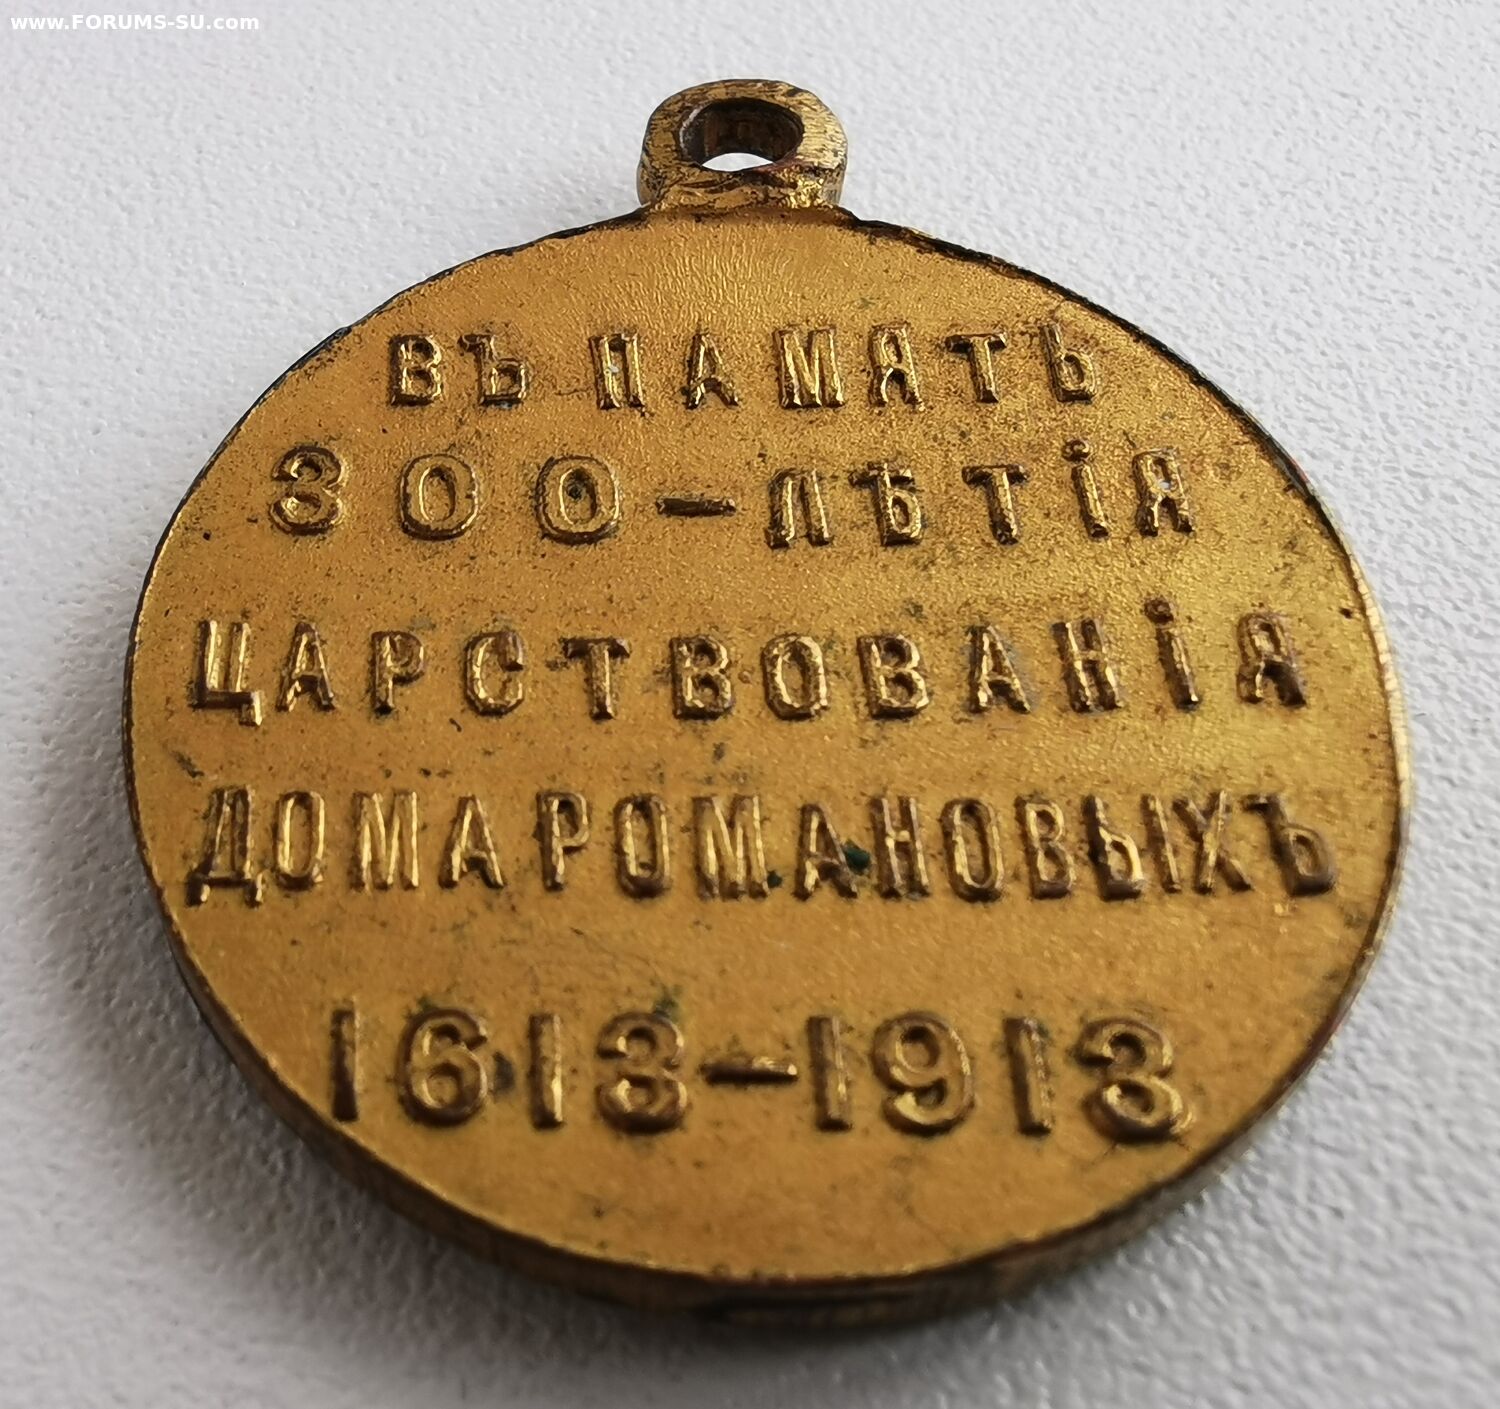 www.FORUMS-SU.com
ВЪ ПАМЯТЬ
300-ЛѢТІЯ
ЦАРСТВОВАНІЯ
ДОМА РОМАНОВЫХЪ
1613-1913